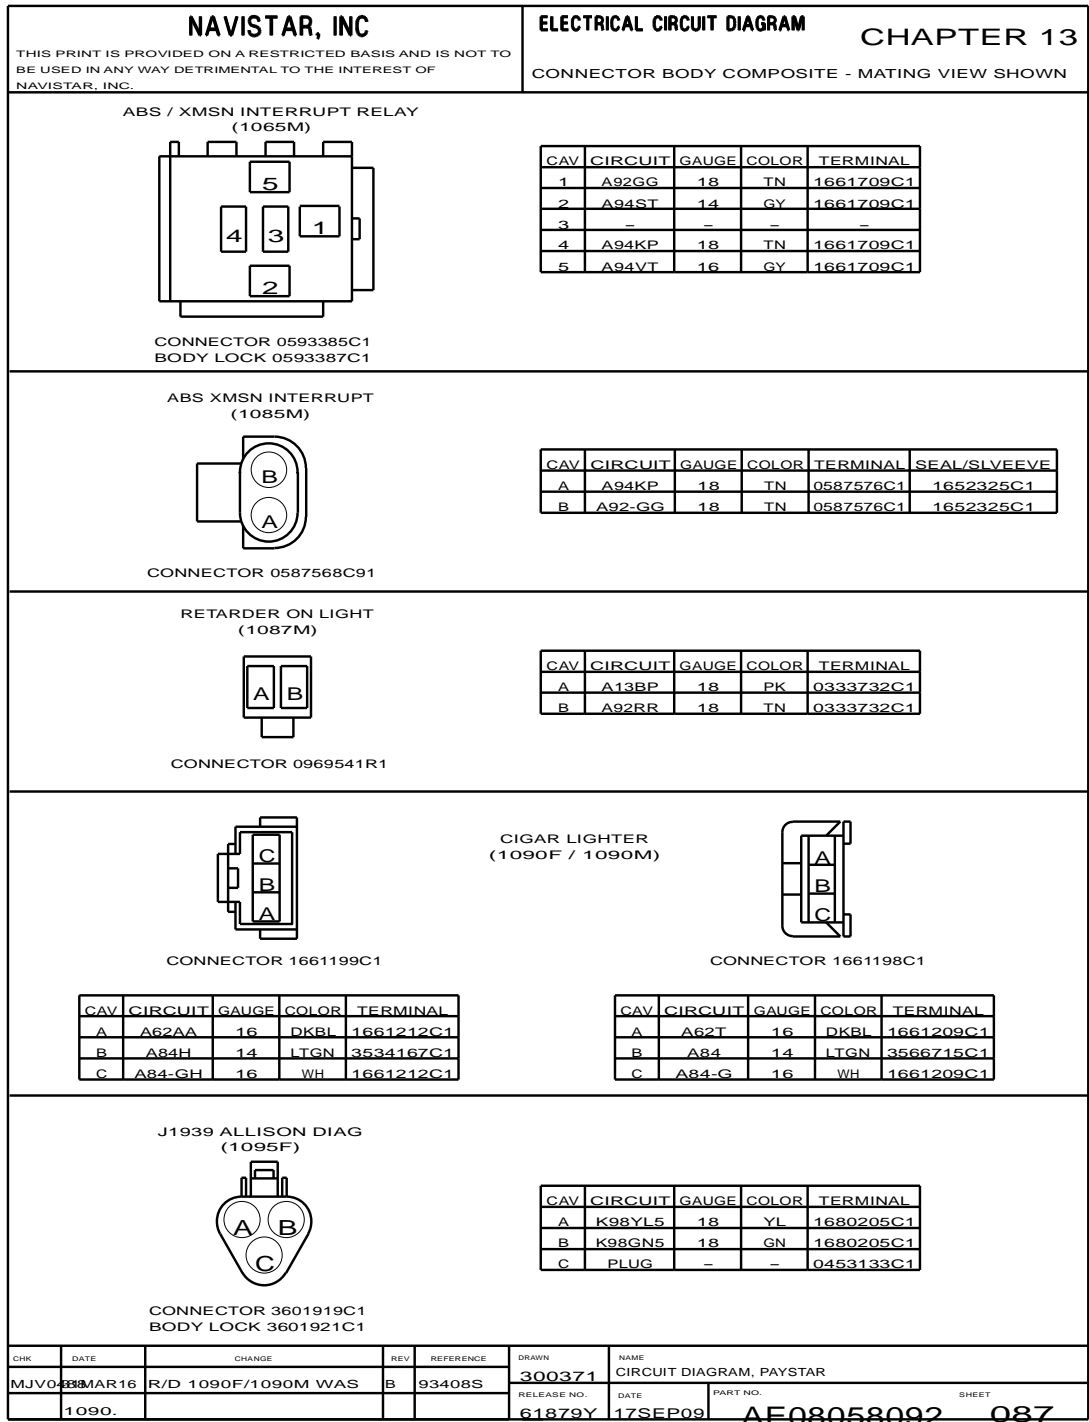 NAVISTAR, INC
THIS PRINT IS PROVIDED ON A RESTRICTED BASIS AND IS NOT TO
BE USED IN ANY WAY DETRIMENTAL TO THE INTEREST OF
NAVISTAR, INC.
ELECTRICAL CIRCUIT DIAGRAM
CHAPTER 13
CONNECTOR BODY COMPOSITE - MATING VIEW SHOWN
ABS / XMSN INTERRUPT RELAY
(1065M)
5
4 3 1
2
CONNECTOR 0593385C1
BODY LOCK 0593387C1
CAV CIRCUIT GAUGE COLOR TERMINAL
1 A92GG 18 TN 1661709C1
2 A94ST 14 GY 1661709C1
3 – – – –
4 A94KP 18 TN 1661709C1
5 A94VT 16 GY 1661709C1
ABS XMSN INTERRUPT
(1085M)
B
A
CONNECTOR 0587568C91
CAV CIRCUIT GAUGE COLOR TERMINAL SEAL/SLVEEVE
A A94KP 18 TN 0587576C1 1652325C1
B A92-GG 18 TN 0587576C1 1652325C1
RETARDER ON LIGHT
(1087M)
A B
CONNECTOR 0969541R1
CAV CIRCUIT GAUGE COLOR TERMINAL
A A13BP 18 PK 0333732C1
B A92RR 18 TN 0333732C1
CIGAR LIGHTER
(1090F / 1090M)
C
B
A
CONNECTOR 1661199C1
CAV CIRCUIT GAUGE COLOR TERMINAL
A A62AA 16 DKBL 1661212C1
B A84H 14 LTGN 3534167C1
C A84-GH 16 WH 1661212C1
A
B
C
CONNECTOR 1661198C1
CAV CIRCUIT GAUGE COLOR TERMINAL
A A62T 16 DKBL 1661209C1
B A84 14 LTGN 3566715C1
C A84-G 16 WH 1661209C1
J1939 ALLISON DIAG
(1095F)
A B
C
CONNECTOR 3601919C1
BODY LOCK 3601921C1
CAV CIRCUIT GAUGE COLOR TERMINAL
A K98YL5 18 YL 1680205C1
B K98GN5 18 GN 1680205C1
C PLUG – – 0453133C1
CHK DATE CHANGE REV REFERENCE
R/D 1090F/1090M WAS B 93408S
1090.
DRAWN
300371
NAME
CIRCUIT DIAGRAM, PAYSTAR
RELEASE NO.
61879Y
DATE
17SEP09
PART NO.
AE08058092
SHEET
087